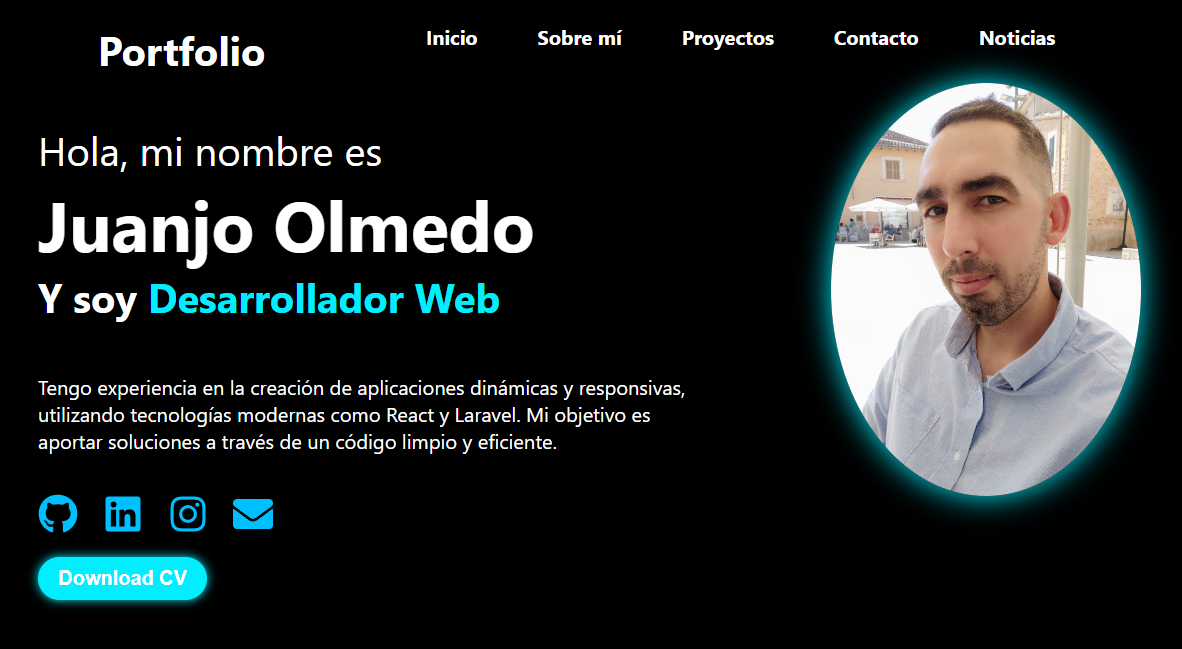 Portfolio
Inicio Sobre mí Proyectos Contacto Noticias
Hola, mi nombre es
Juanjo Olmedo
Y soy Desarrollador Web
Tengo experiencia en la creación de aplicaciones dinámicas y responsivas,
utilizando tecnologías modernas como React y Laravel. Mi objetivo es
aportar soluciones a través de un código limpio y eficiente.
in
Download CV